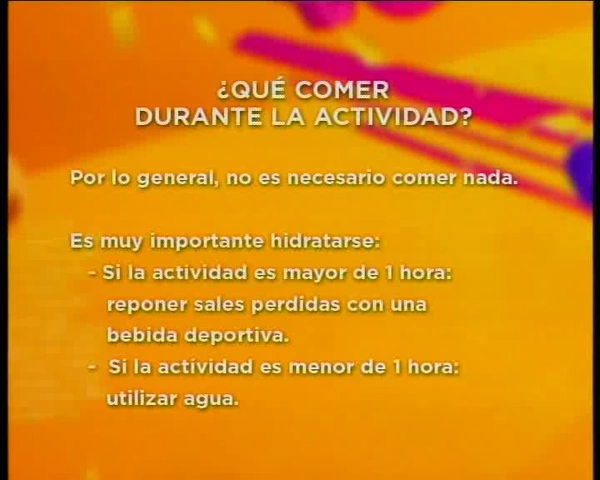 ¿QUÉ COMER
DURANTE LA ACTIVIDAD?
Por lo general, no es necesario comer nada.
Es muy importante hidratarse:
- Si la actividad es mayor de 1 hora:
reponer sales perdidas con una
bebida deportiva.
- Si la actividad es menor de 1 hora:
utilizar agua.